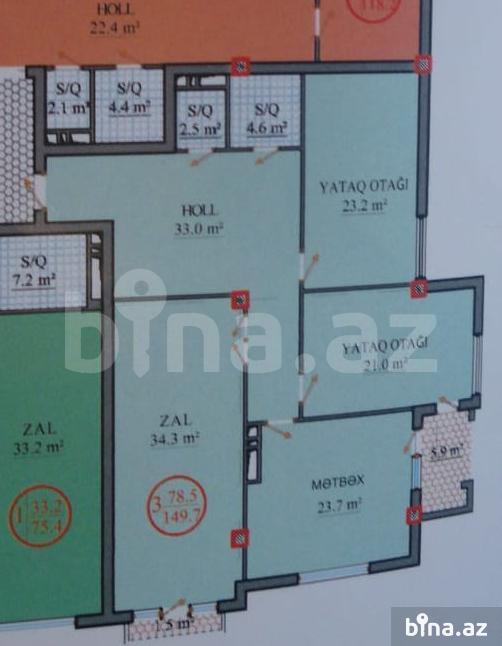 HOLL
22.4 m²
118.2
S/Q
2.1 m²
S/Q
4.4 m²
S/Q
2.5 m²
S/Q
4.6 m²
YATAQ OTAĞI
23.2 m²
HOLL
33.0 m²
S/Q
7.2 m²
bina.az
YATAQ OTAĞI
21.0 m²
ZAL
33.2 m²
ZAL
34.3 m²
5.9 m²
MƏTBƏX
23.7 m²
1 33.2
75.4
3 78.5
149.7
1.5 m²
bina.az